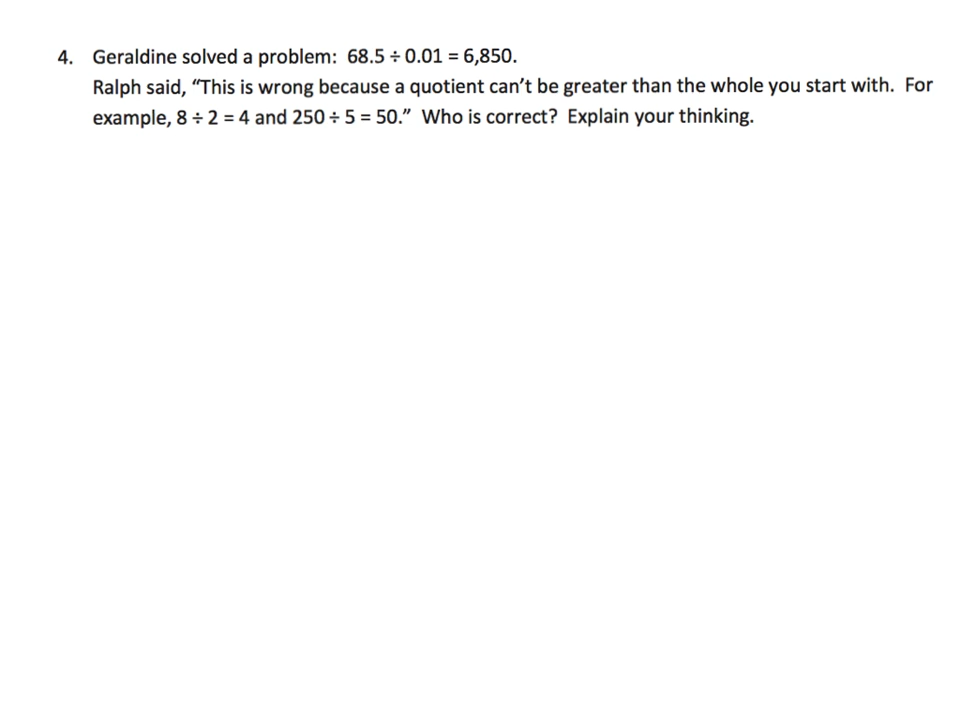 4. Geraldine solved a problem: 68.5 ÷ 0.01 = 6,850.
Ralph said, “This is wrong because a quotient can’t be greater than the whole you start with. For
example, 8 ÷ 2 = 4 and 250 ÷ 5 = 50.” Who is correct? Explain your thinking.